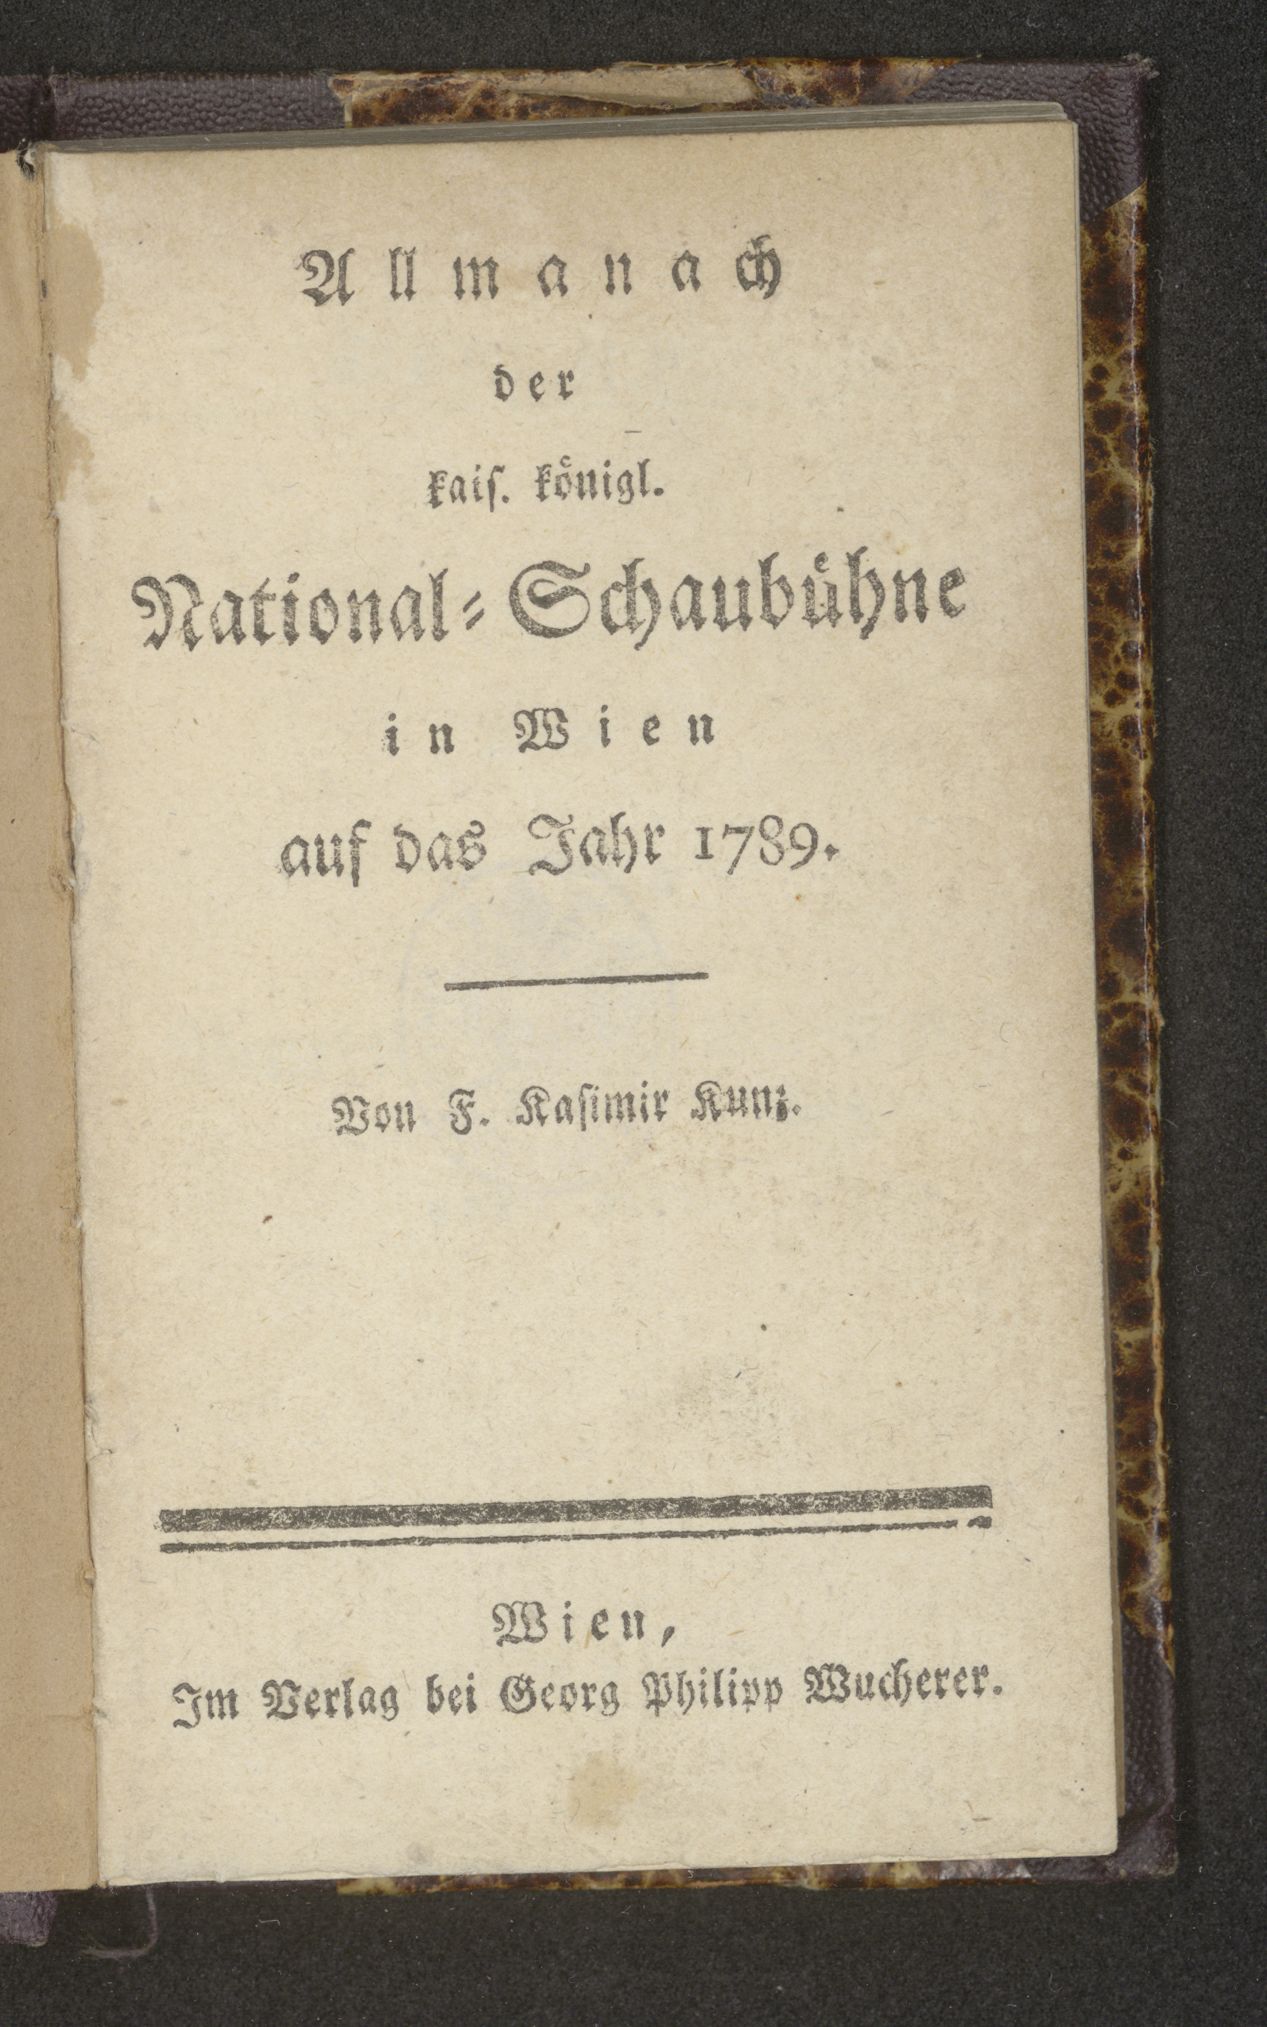 Allmanach
der
kaiſ. königl.
National-Schaubühne
in Wien
auf das Jahr 1789.
Von F. Kaſimir Kunz.
Wien,
Im Verlag bei Georg Philipp Wucherer.